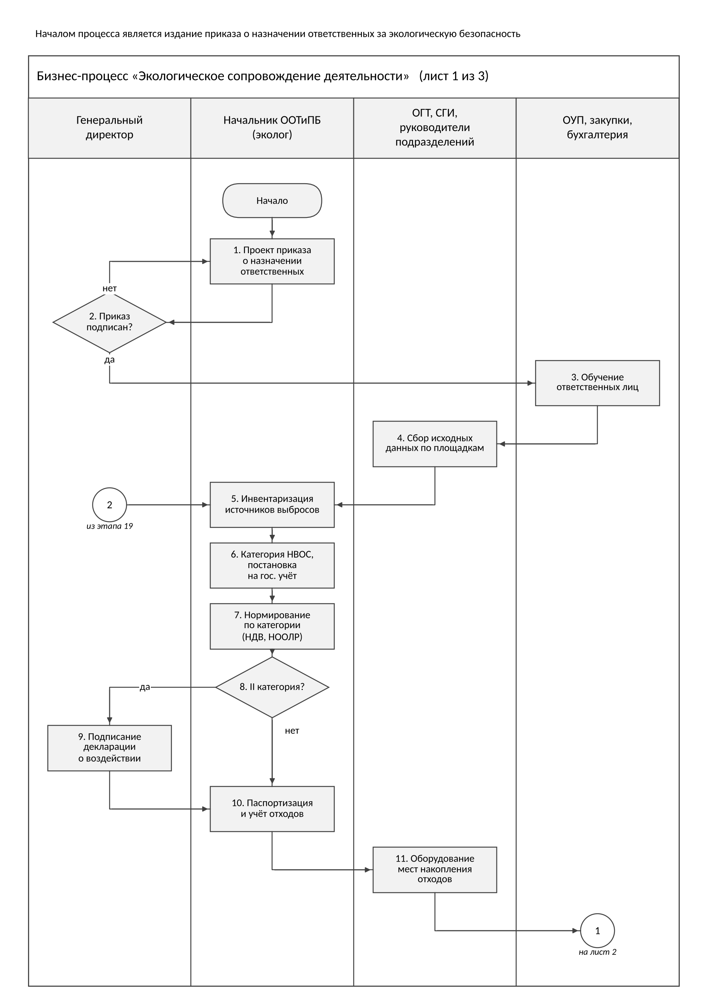 Началом процесса является издание приказа о назначении ответственных за экологическую безопасность
Бизнес-процесс «Экологическое сопровождение деятельности» (лист 1 из 3)
Генеральный
директор
Начальник ООТиПБ
(эколог)
ОГТ, СГИ,
руководители
подразделений
ОУП, закупки,
бухгалтерия
Начало
1. Проект приказа
о назначении
ответственных
нет
2. Приказ
подписан?
да
3. Обучение
ответственных лиц
4. Сбор исходных
данных по площадкам
2
из этапа 19
5. Инвентаризация
источников выбросов
6. Категория НВОС,
постановка
на гос. учёт
7. Нормирование
по категории
(НДВ, НООЛР)
8. II категория?
да
нет
9. Подписание
декларации
о воздействии
10. Паспортизация
и учёт отходов
11. Оборудование
мест накопления
отходов
1
на лист 2